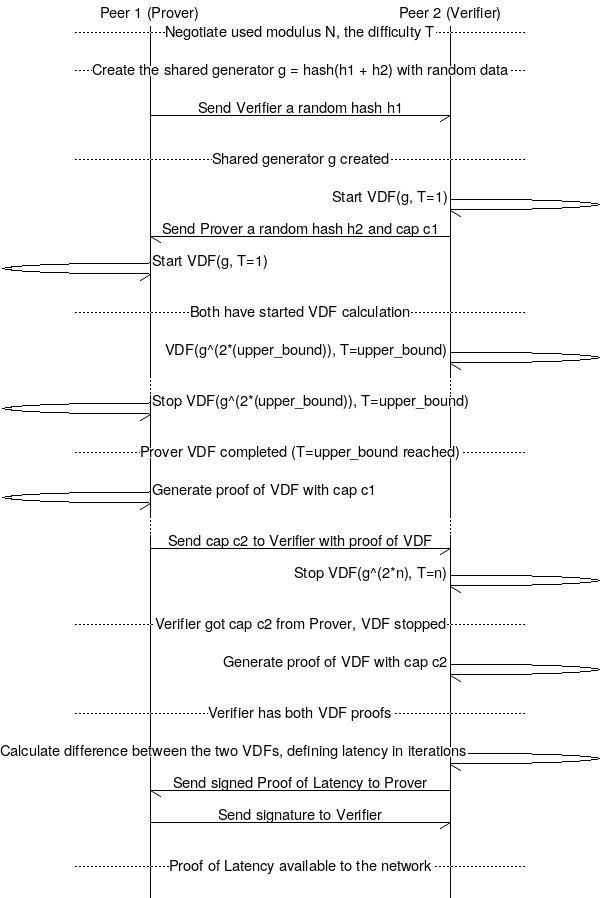 Peer 1 (Prover) Peer 2 (Verifier)
Negotiate used modulus N, the difficulty T
Create the shared generator g = hash(h1 + h2) with random data
Send Verifier a random hash h1
Shared generator g created
Start VDF(g, T=1)
Send Prover a random hash h2 and cap c1
Start VDF(g, T=1)
Both have started VDF calculation
VDF(g^(2*(upper_bound)), T=upper_bound)
Stop VDF(g^(2*(upper_bound)), T=upper_bound)
Prover VDF completed (T=upper_bound reached)
Generate proof of VDF with cap c1
Send cap c2 to Verifier with proof of VDF
Stop VDF(g^(2*n), T=n)
Verifier got cap c2 from Prover, VDF stopped
Generate proof of VDF with cap c2
Verifier has both VDF proofs
Calculate difference between the two VDFs, defining latency in iterations
Send signed Proof of Latency to Prover
Send signature to Verifier
Proof of Latency available to the network